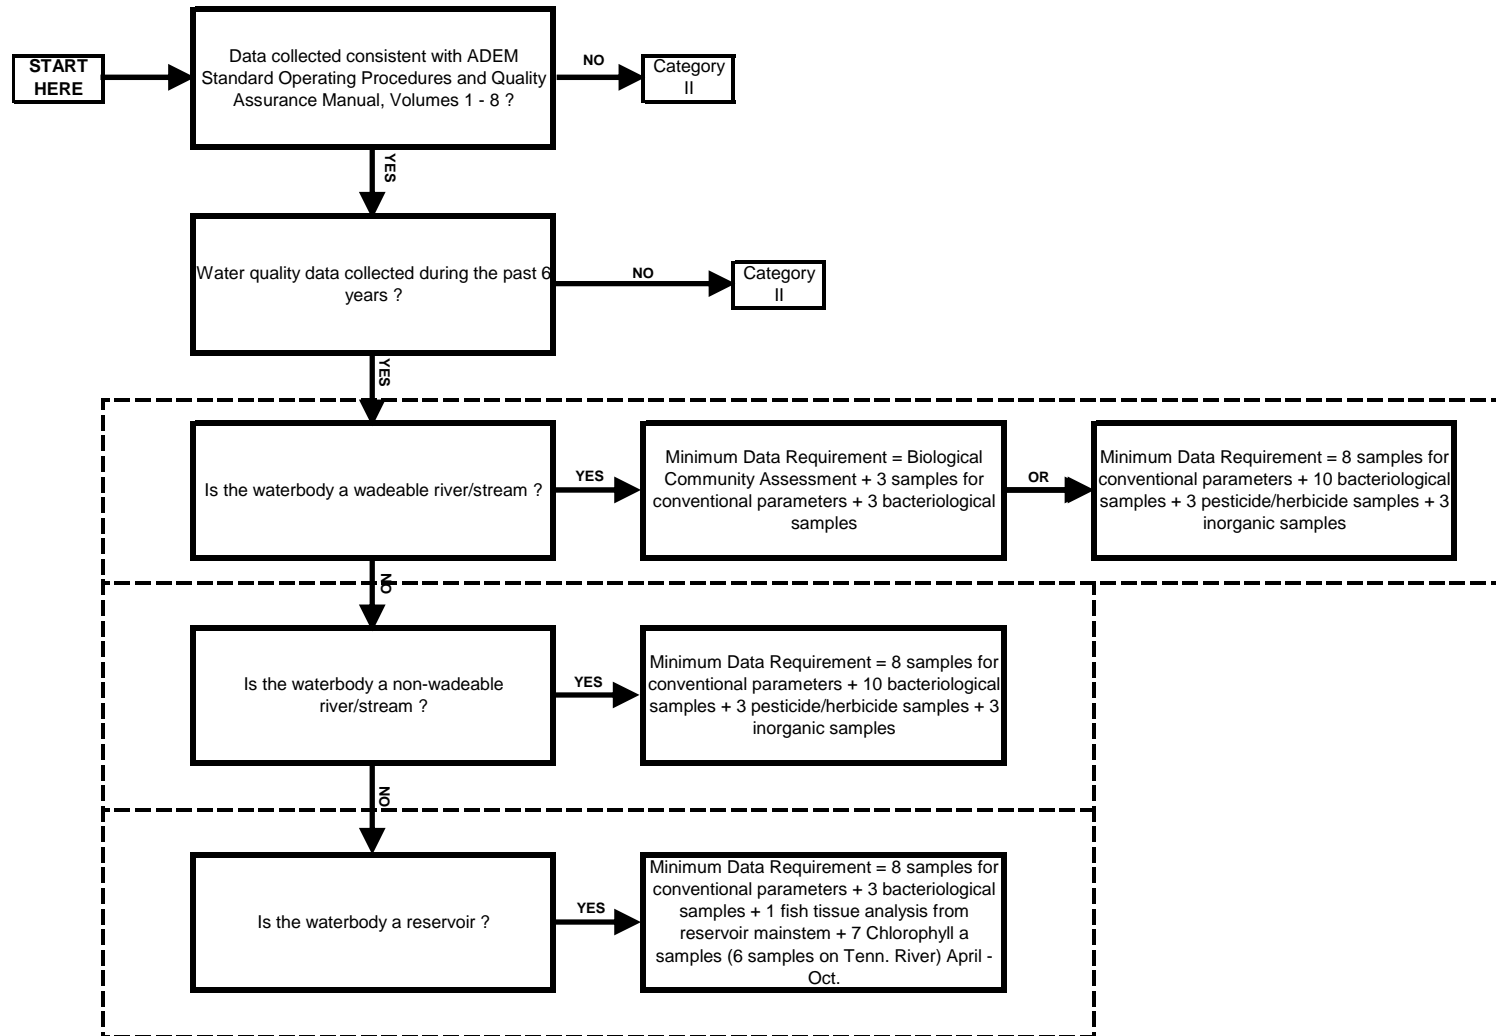 START
HERE
Data collected consistent with ADEM
Standard Operating Procedures and Quality
Assurance Manual, Volumes 1 - 8 ?
NO
Category
II
YES
Water quality data collected during the past 6
years ?
NO
Category
II
YES
Is the waterbody a wadeable river/stream ?
YES
Minimum Data Requirement = Biological
Community Assessment + 3 samples for
conventional parameters + 3 bacteriological
samples
OR
Minimum Data Requirement = 8 samples for
conventional parameters + 10 bacteriological
samples + 3 pesticide/herbicide samples + 3
inorganic samples
NO
Is the waterbody a non-wadeable
river/stream ?
YES
Minimum Data Requirement = 8 samples for
conventional parameters + 10 bacteriological
samples + 3 pesticide/herbicide samples + 3
inorganic samples
NO
Is the waterbody a reservoir ?
YES
Minimum Data Requirement = 8 samples for
conventional parameters + 3 bacteriological
samples + 1 fish tissue analysis from
reservoir mainstem + 7 Chlorophyll a
samples (6 samples on Tenn. River) April -
Oct.